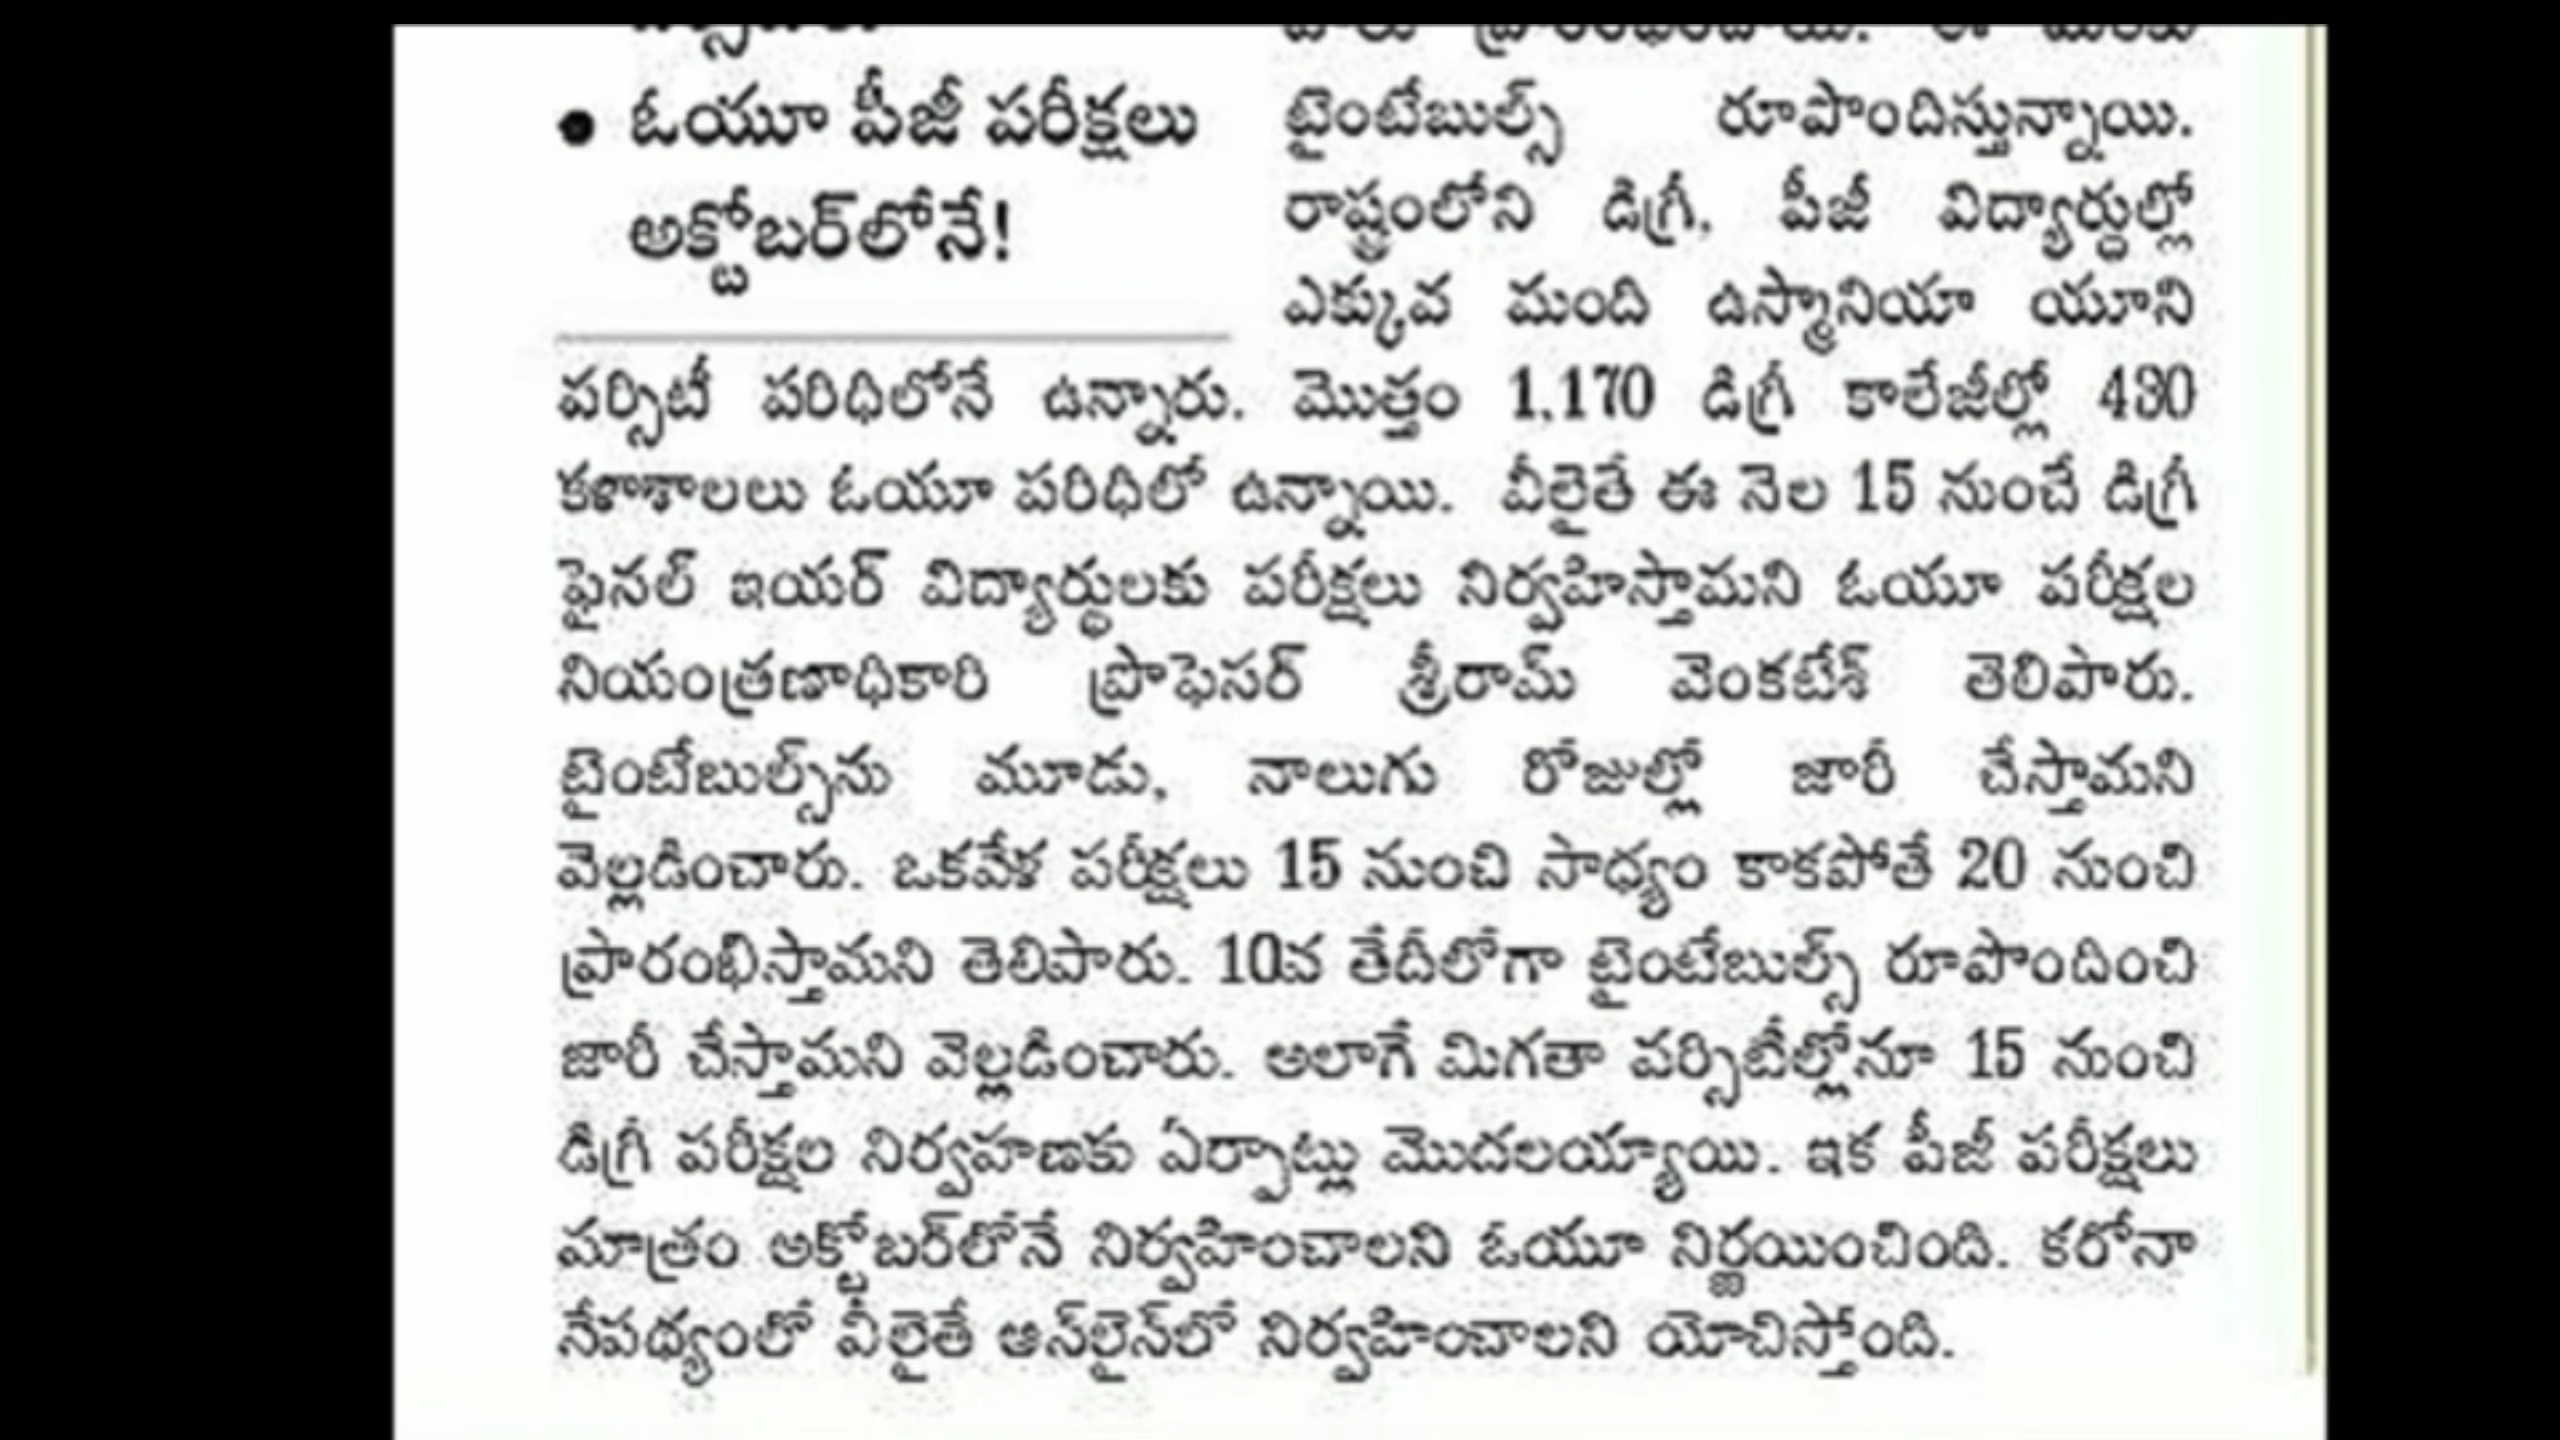 • ఓయూ పీజీ పరీక్షలు
అక్టోబర్‌లోనే!
టైంటేబుల్స్ రూపొందిస్తున్నాయి.
రాష్ట్రంలోని డిగ్రీ, పీజీ విద్యార్థుల్లో
ఎక్కువ మంది ఉస్మానియా యూని
వర్సిటీ పరిధిలోనే ఉన్నారు. మొత్తం 1,170 డిగ్రీ కాలేజీల్లో 430
కళాశాలలు ఓయూ పరిధిలో ఉన్నాయి. వీలైతే ఈ నెల 15 నుంచే డిగ్రీ
ఫైనల్ ఇయర్ విద్యార్థులకు పరీక్షలు నిర్వహిస్తామని ఓయూ పరీక్షల
నియంత్రణాధికారి ప్రొఫెసర్ శ్రీరామ్ వెంకటేశ్ తెలిపారు.
టైంటేబుల్స్‌ను మూడు, నాలుగు రోజుల్లో జారీ చేస్తామని
వెల్లడించారు. ఒకవేళ పరీక్షలు 15 నుంచి సాధ్యం కాకపోతే 20 నుంచి
ప్రారంభిస్తామని తెలిపారు. 10వ తేదీలోగా టైంటేబుల్స్ రూపొందించి
జారీ చేస్తామని వెల్లడించారు. అలాగే మిగతా వర్సిటీల్లోనూ 15 నుంచి
డిగ్రీ పరీక్షల నిర్వహణకు ఏర్పాట్లు మొదలయ్యాయి. ఇక పీజీ పరీక్షలు
మాత్రం అక్టోబర్‌లోనే నిర్వహించాలని ఓయూ నిర్ణయించింది. కరోనా
నేపథ్యంలో వీలైతే ఆన్‌లైన్‌లో నిర్వహించాలని యోచిస్తోంది.